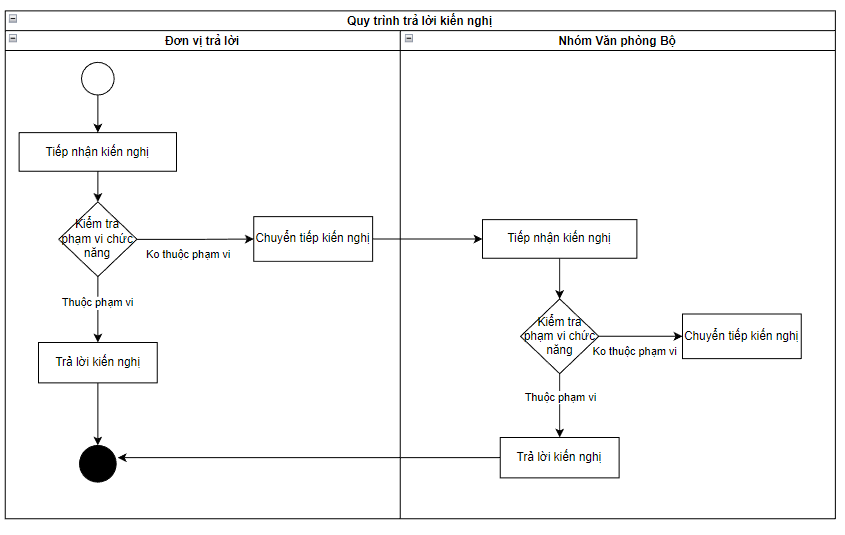 Quy trình trả lời kiến nghị
Đơn vị trả lời
Nhóm Văn phòng Bộ
Tiếp nhận kiến nghị
Kiểm tra
phạm vi chức
năng
Ko thuộc phạm vi
Chuyển tiếp kiến nghị
Thuộc phạm vi
Trả lời kiến nghị
Tiếp nhận kiến nghị
Kiểm tra
phạm vi chức
năng
Ko thuộc phạm vi
Chuyển tiếp kiến nghị
Thuộc phạm vi
Trả lời kiến nghị